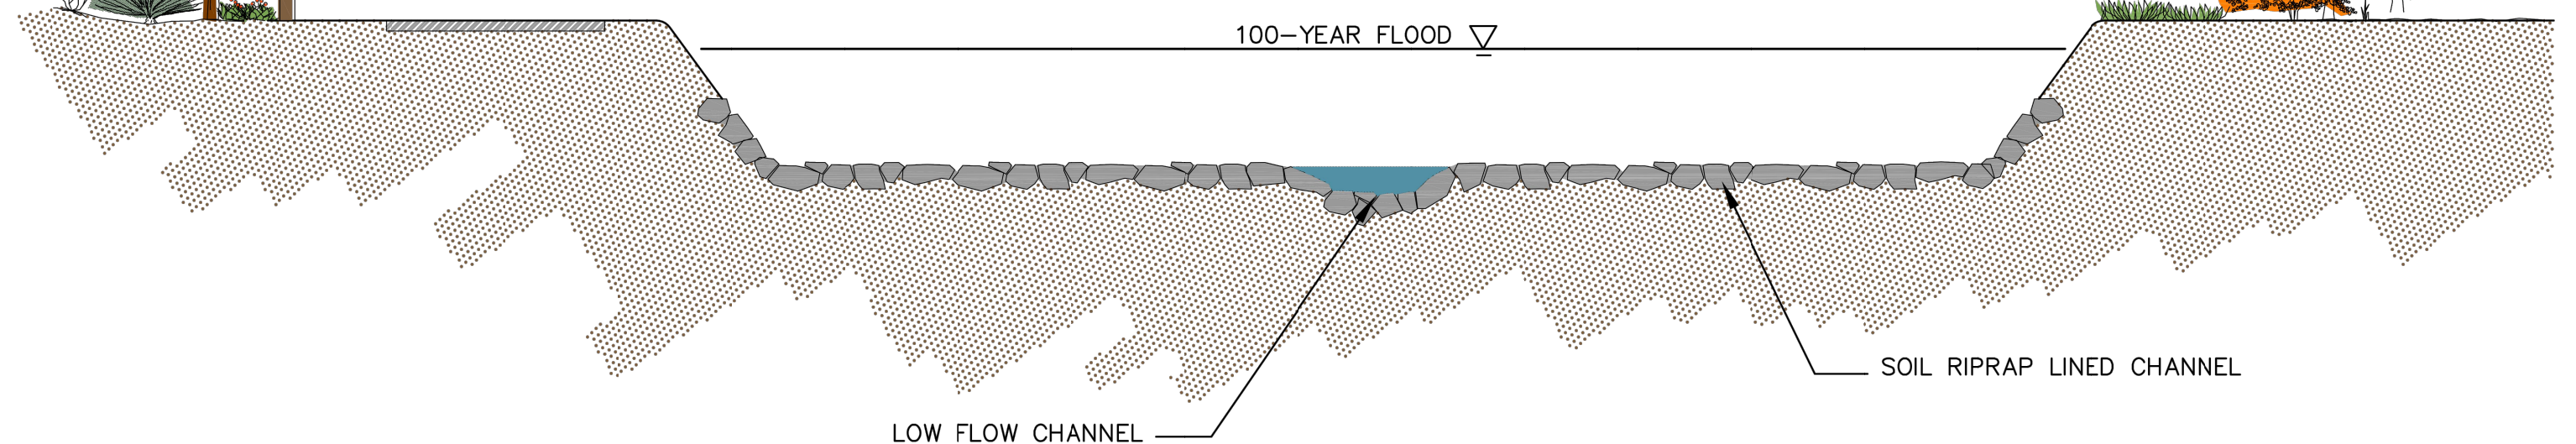 100-YEAR FLOOD
SOIL RIPRAP LINED CHANNEL
LOW FLOW CHANNEL